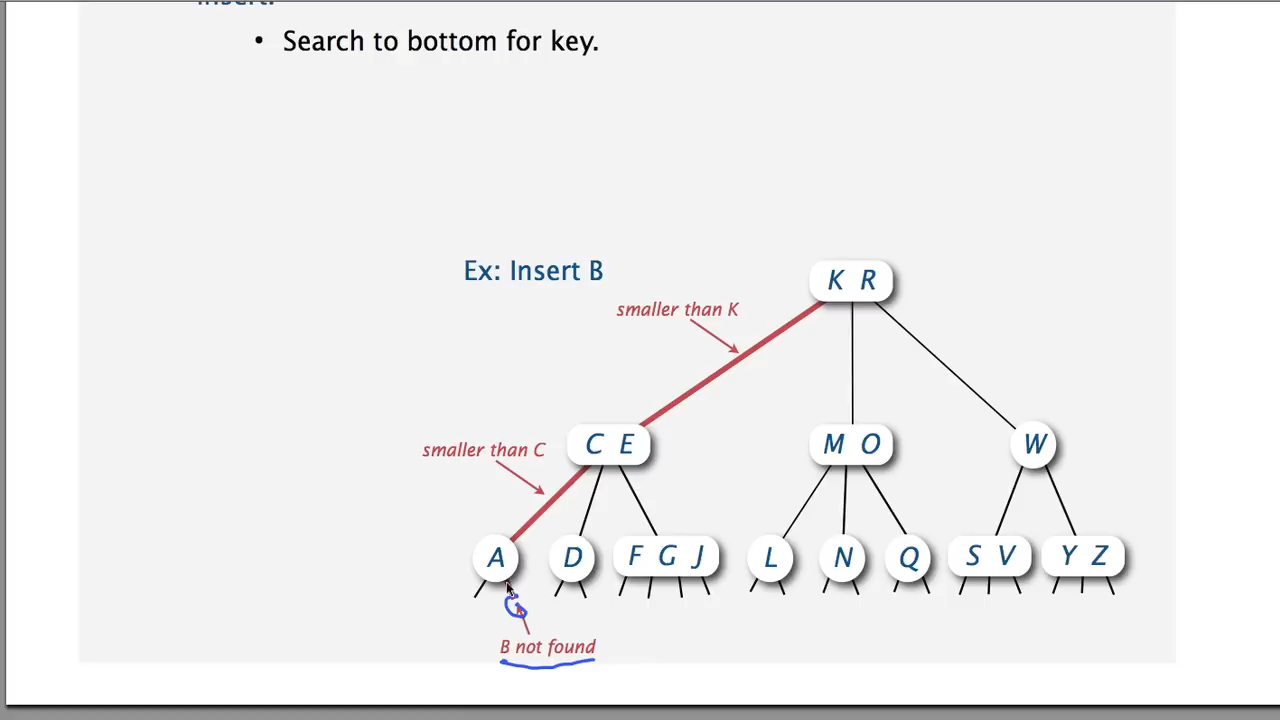 • Search to bottom for key.
Ex: Insert B
K R
smaller than K
smaller than C
C E
M O
W
A
D
F G J
L
N
Q
S V
Y Z
B not found